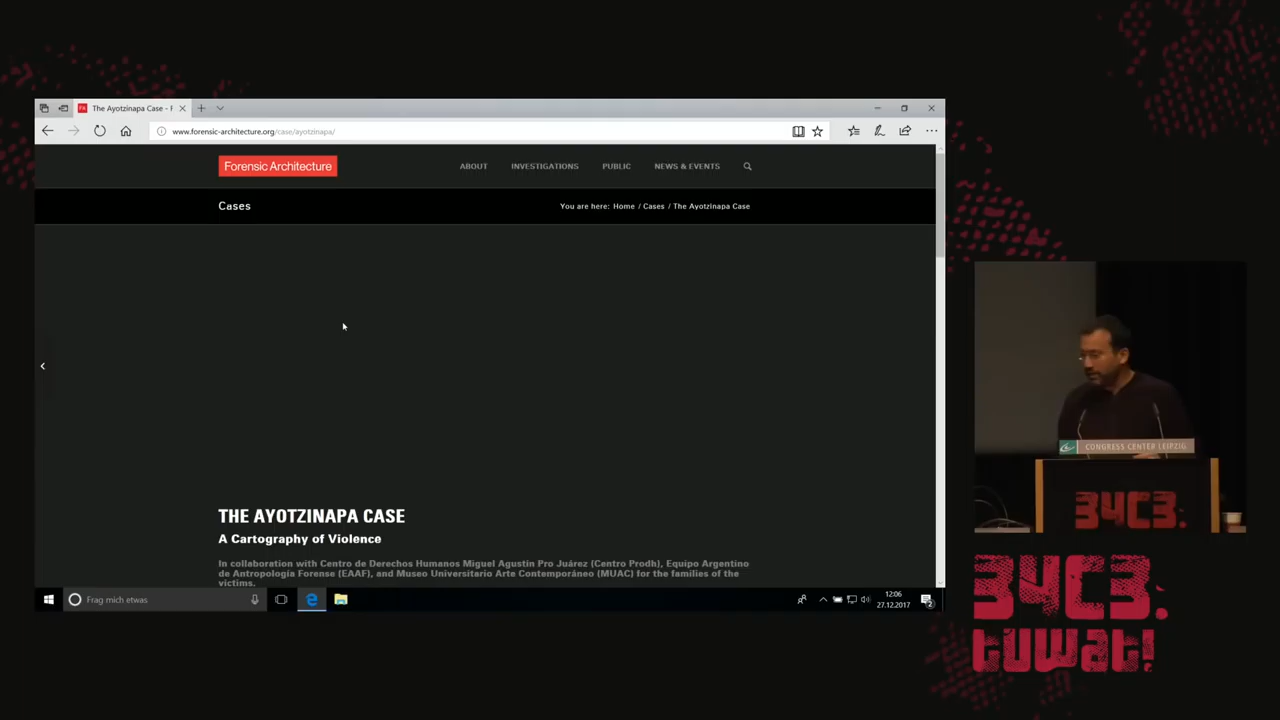 The Ayotzinapa Case - F
www.forensic-architecture.org/case/ayotzinapa/
Forensic Architecture
ABOUT
INVESTIGATIONS
PUBLIC
NEWS & EVENTS
Cases
You are here: Home / Cases / The Ayotzinapa Case
THE AYOTZINAPA CASE
A Cartography of Violence
In collaboration with Centro de Derechos Humanos Miguel Agustín Pro Juárez (Centro Prodh), Equipo Argentino
de Antropología Forense (EAAF), and Museo Universitario Arte Contemporáneo (MUAC) for the families of the
victims.
Frag mich etwas
12:06
27.12.2017
2
CONGRESS CENTER LEIPZIG
34C3.
34C3.
tuwat!